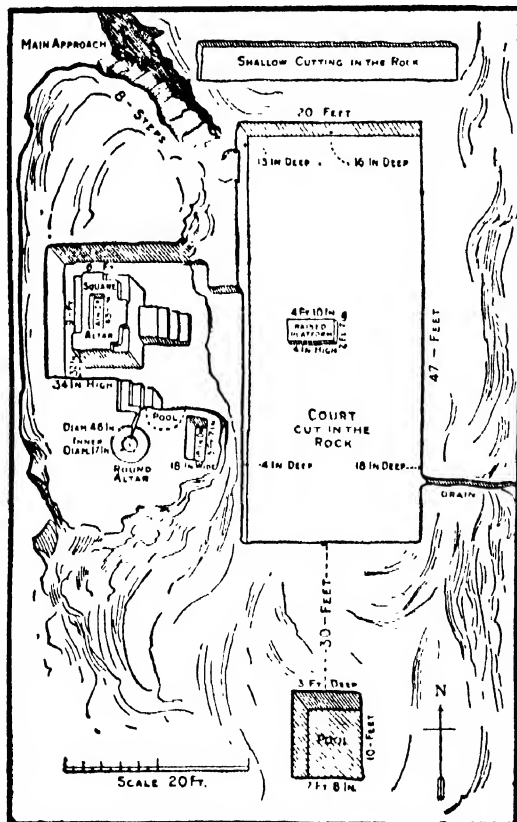 MAIN APPROACH
8-STEPS
SHALLOW CUTTING IN THE ROCK
20 FEET
13 IN DEEP
16 IN DEEP
SQUARE
ALTAR
34 IN HIGH
4 FT 10 IN
RAISED
PLATFORM
4 IN HIGH
47-FEET
COURT
CUT IN THE
ROCK
POOL
DIAM. 46 IN.
INNER
DIAM. 17 IN.
ROUND
ALTAR
18 IN WIDE
4 IN DEEP
18 IN DEEP
DRAIN
30-FEET
3 FT. DEEP
POOL
10-FEET
7 FT 8 IN.
N
SCALE 20 FT.